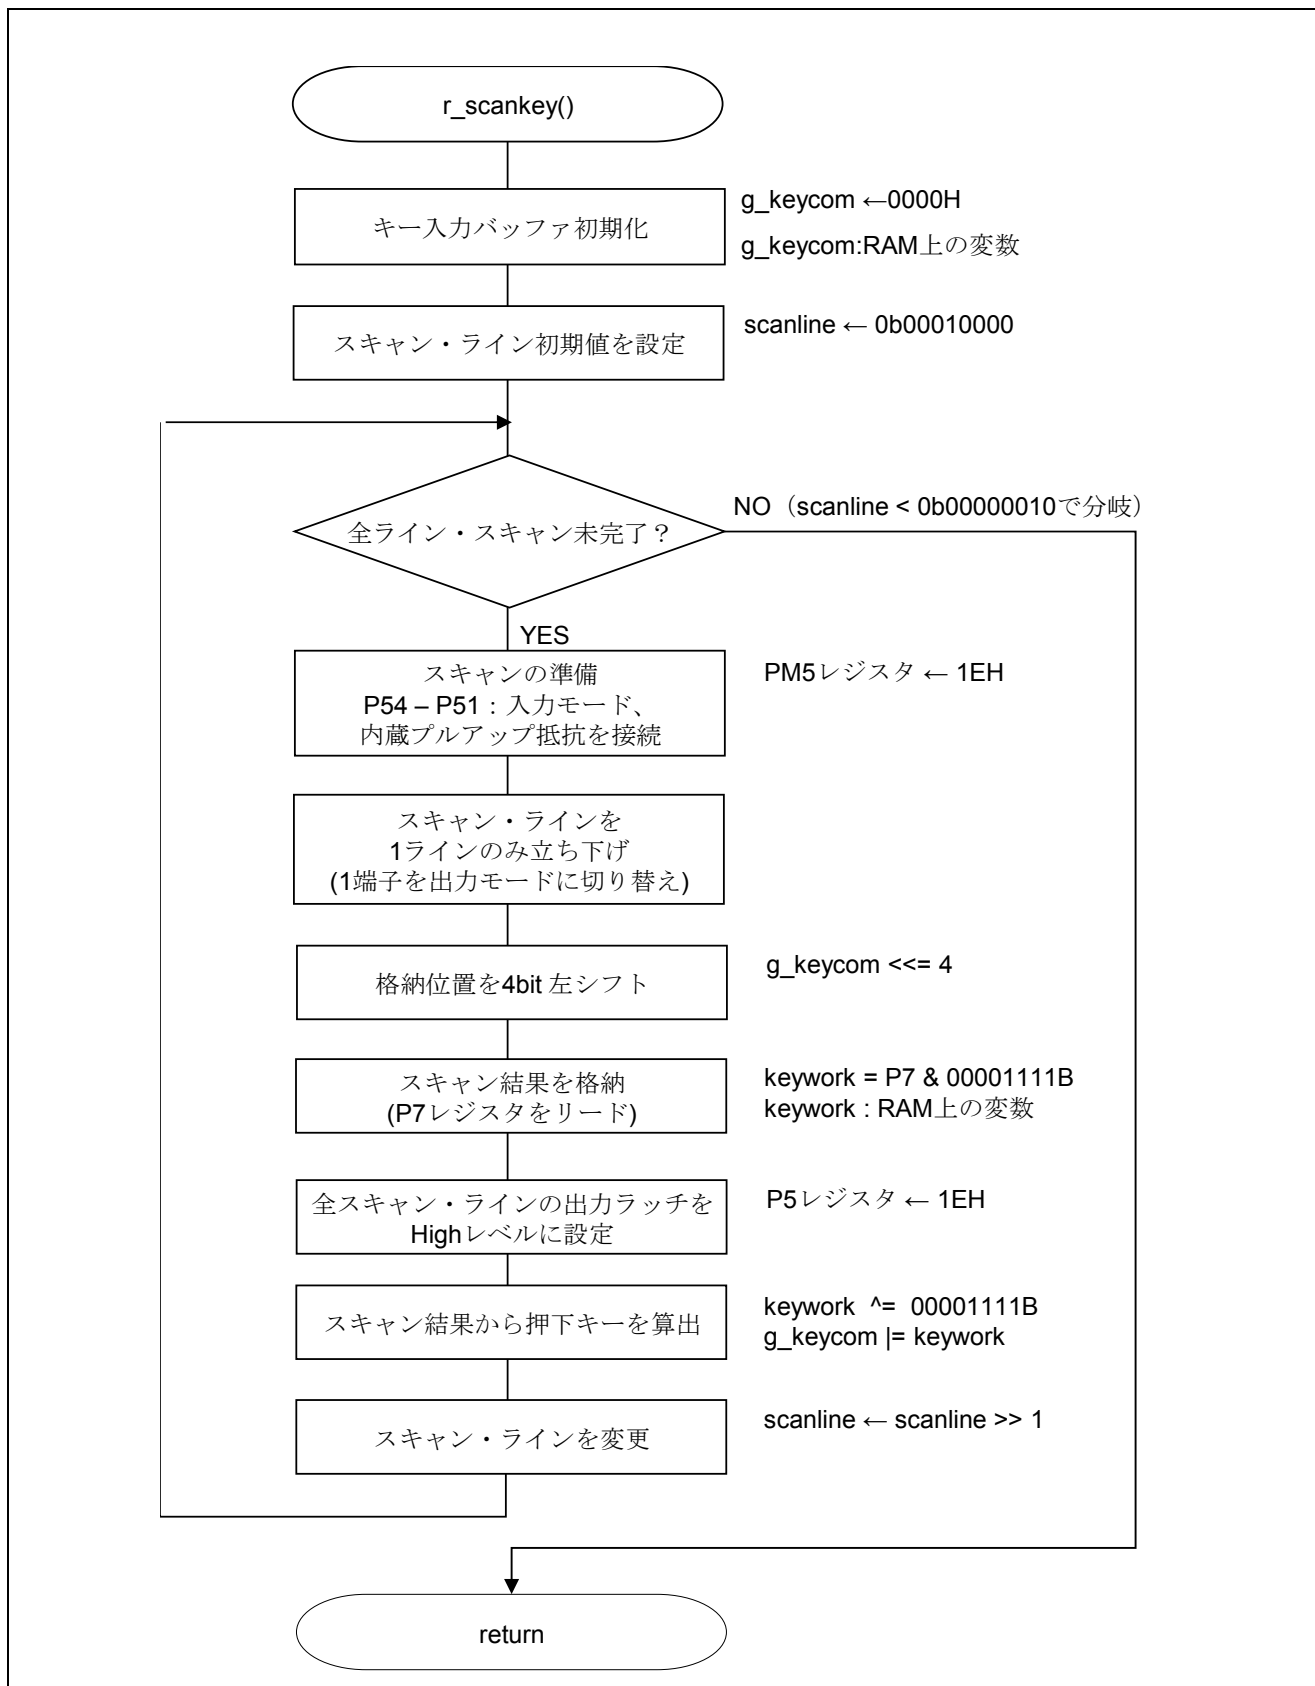 r_scankey()
キー入力バッファ初期化
g_keycom ←0000H
g_keycom:RAM上の変数
スキャン・ライン初期値を設定
scanline ← 0b00010000
全ライン・スキャン未完了？
NO（scanline < 0b00000010で分岐）
YES
スキャンの準備
P54 – P51：入力モード、
内蔵プルアップ抵抗を接続
PM5レジスタ ← 1EH
スキャン・ラインを
1ラインのみ立ち下げ
(1端子を出力モードに切り替え)
格納位置を4bit 左シフト
g_keycom <<= 4
スキャン結果を格納
(P7レジスタをリード)
keywork = P7 & 00001111B
keywork : RAM上の変数
全スキャン・ラインの出力ラッチを
Highレベルに設定
P5レジスタ ← 1EH
スキャン結果から押下キーを算出
keywork ^= 00001111B
g_keycom |= keywork
スキャン・ラインを変更
scanline ← scanline >> 1
return